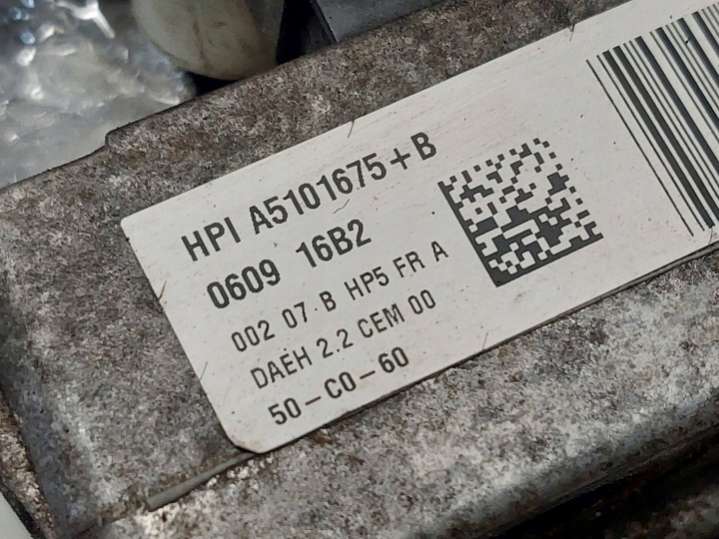 HPI A5101675+B
0609 16B2
002 07 B HP5 FR A
DAEH 2.2 CEM 00
50-C0-60